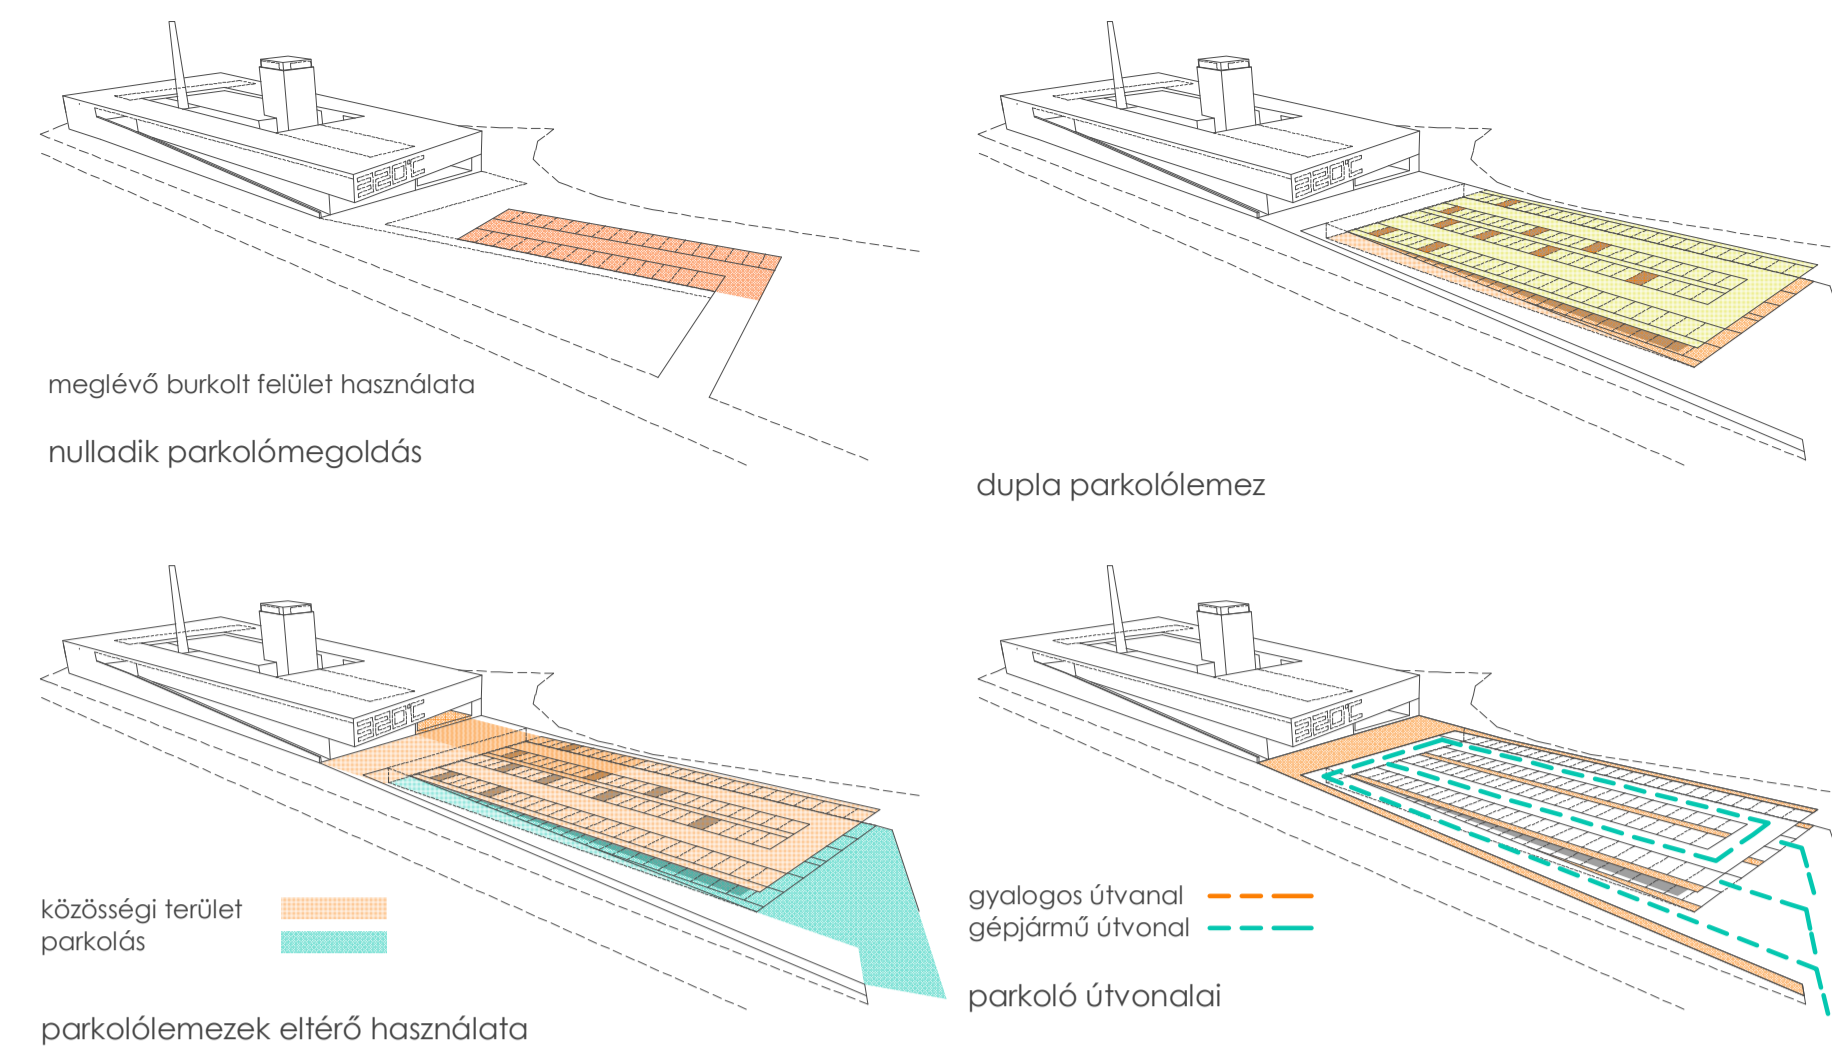 meglévő burkolt felület használata
nulladik parkolómegoldás
dupla parkolólemez
közösségi terület
parkolás
parkolólemezek eltérő használata
gyalogos útvanal
gépjármű útvonal
parkoló útvonalai